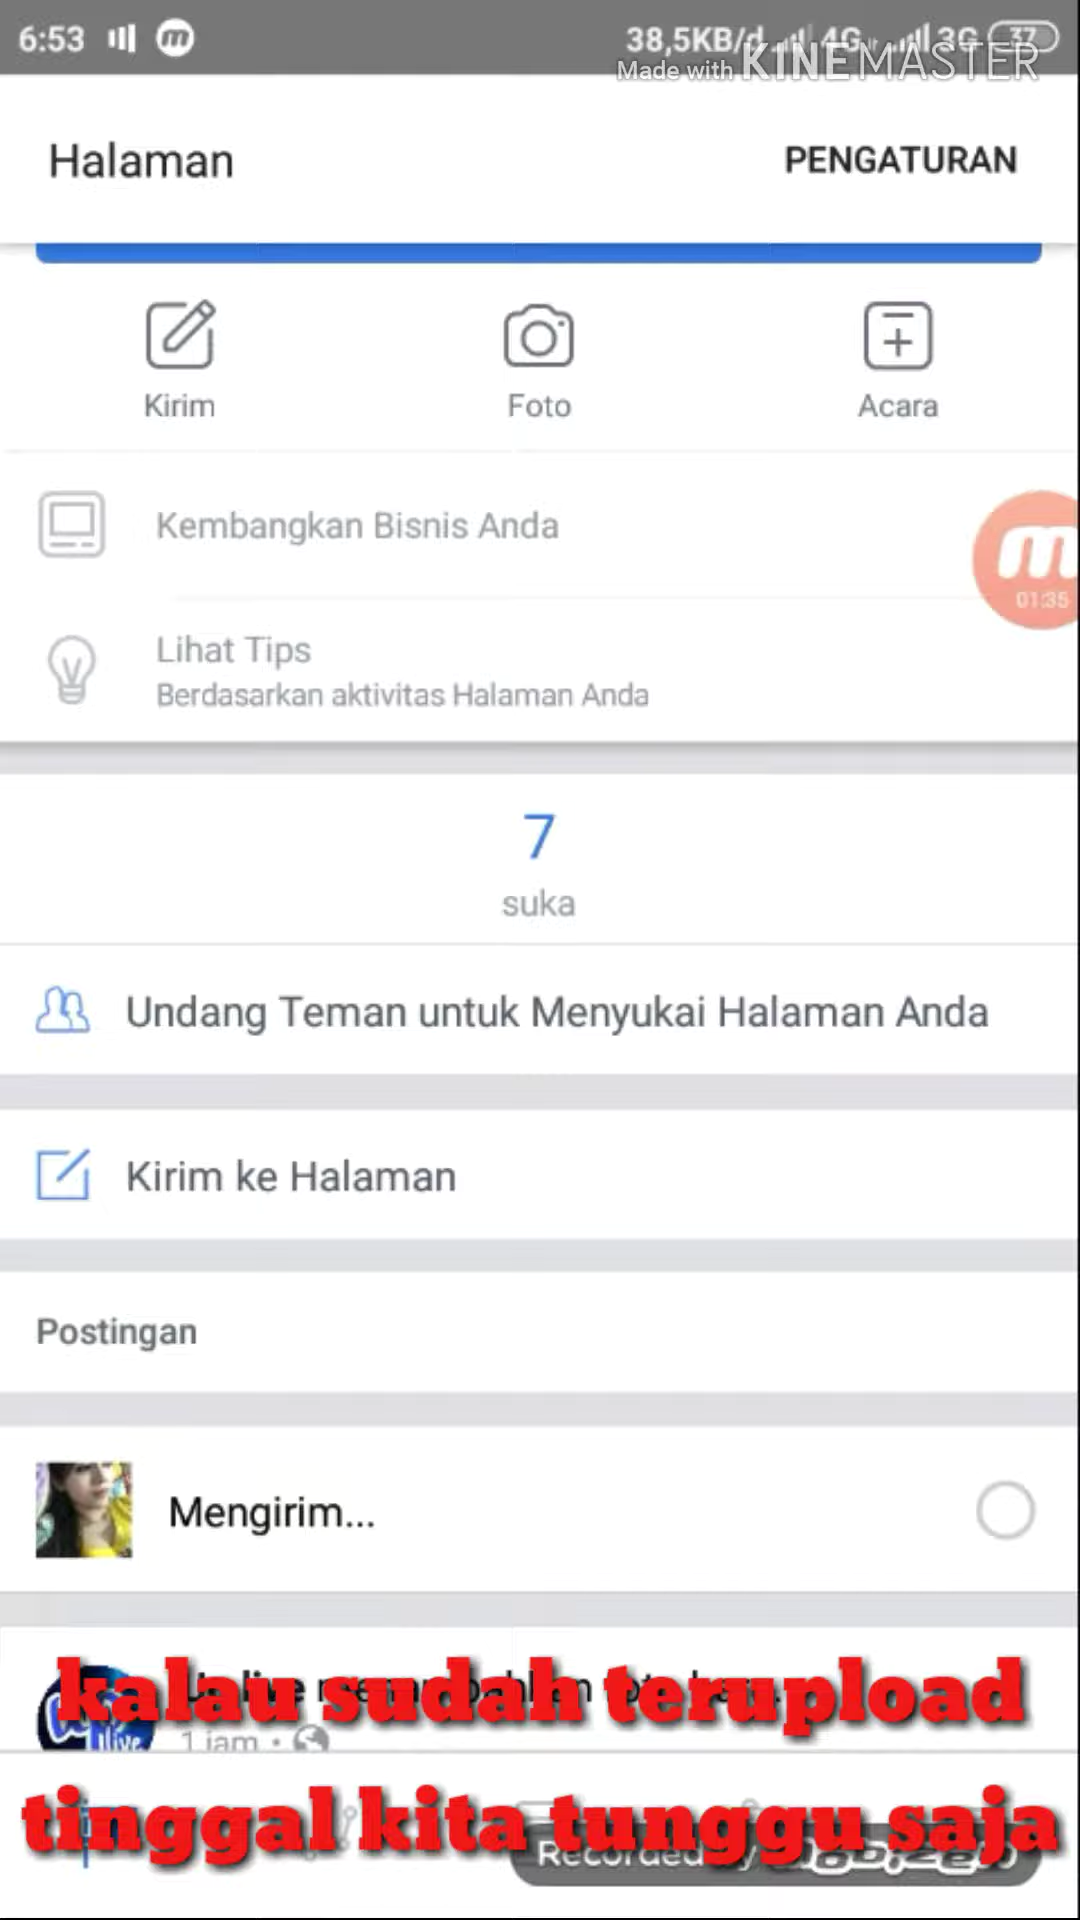 6:53
38,5KB/d 4G 3G 37
Made with KINEMASTER
Halaman
PENGATURAN
Kirim
Foto
Acara
Kembangkan Bisnis Anda
01:35
Lihat Tips
Berdasarkan aktivitas Halaman Anda
7
suka
Undang Teman untuk Menyukai Halaman Anda
Kirim ke Halaman
Postingan
Mengirim...
kalau sudah terupload
1 jam
tinggal kita tunggu saja
Recorded by